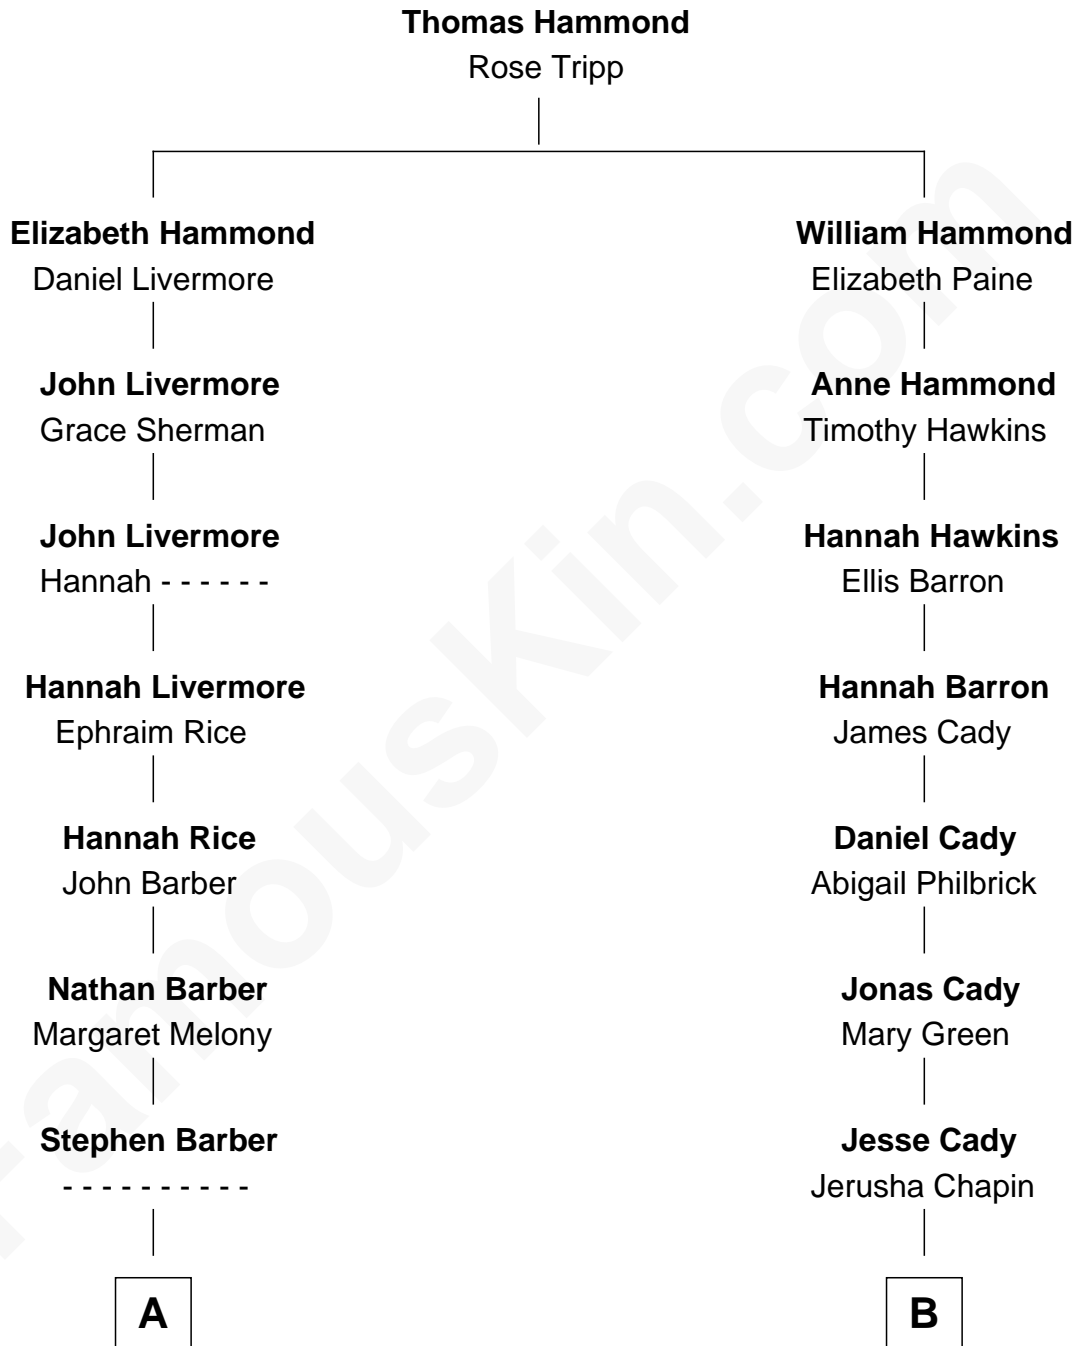 Thomas Hammond
Rose Tripp
Elizabeth Hammond
Daniel Livermore
John Livermore
Grace Sherman
John Livermore
Hannah - - - - - -
Hannah Livermore
Ephraim Rice
Hannah Rice
John Barber
Nathan Barber
Margaret Melony
Stephen Barber
- - - - - - - - - -
A
William Hammond
Elizabeth Paine
Anne Hammond
Timothy Hawkins
Hannah Hawkins
Ellis Barron
Hannah Barron
James Cady
Daniel Cady
Abigail Philbrick
Jonas Cady
Mary Green
Jesse Cady
Jerusha Chapin
B
FamousKin.com